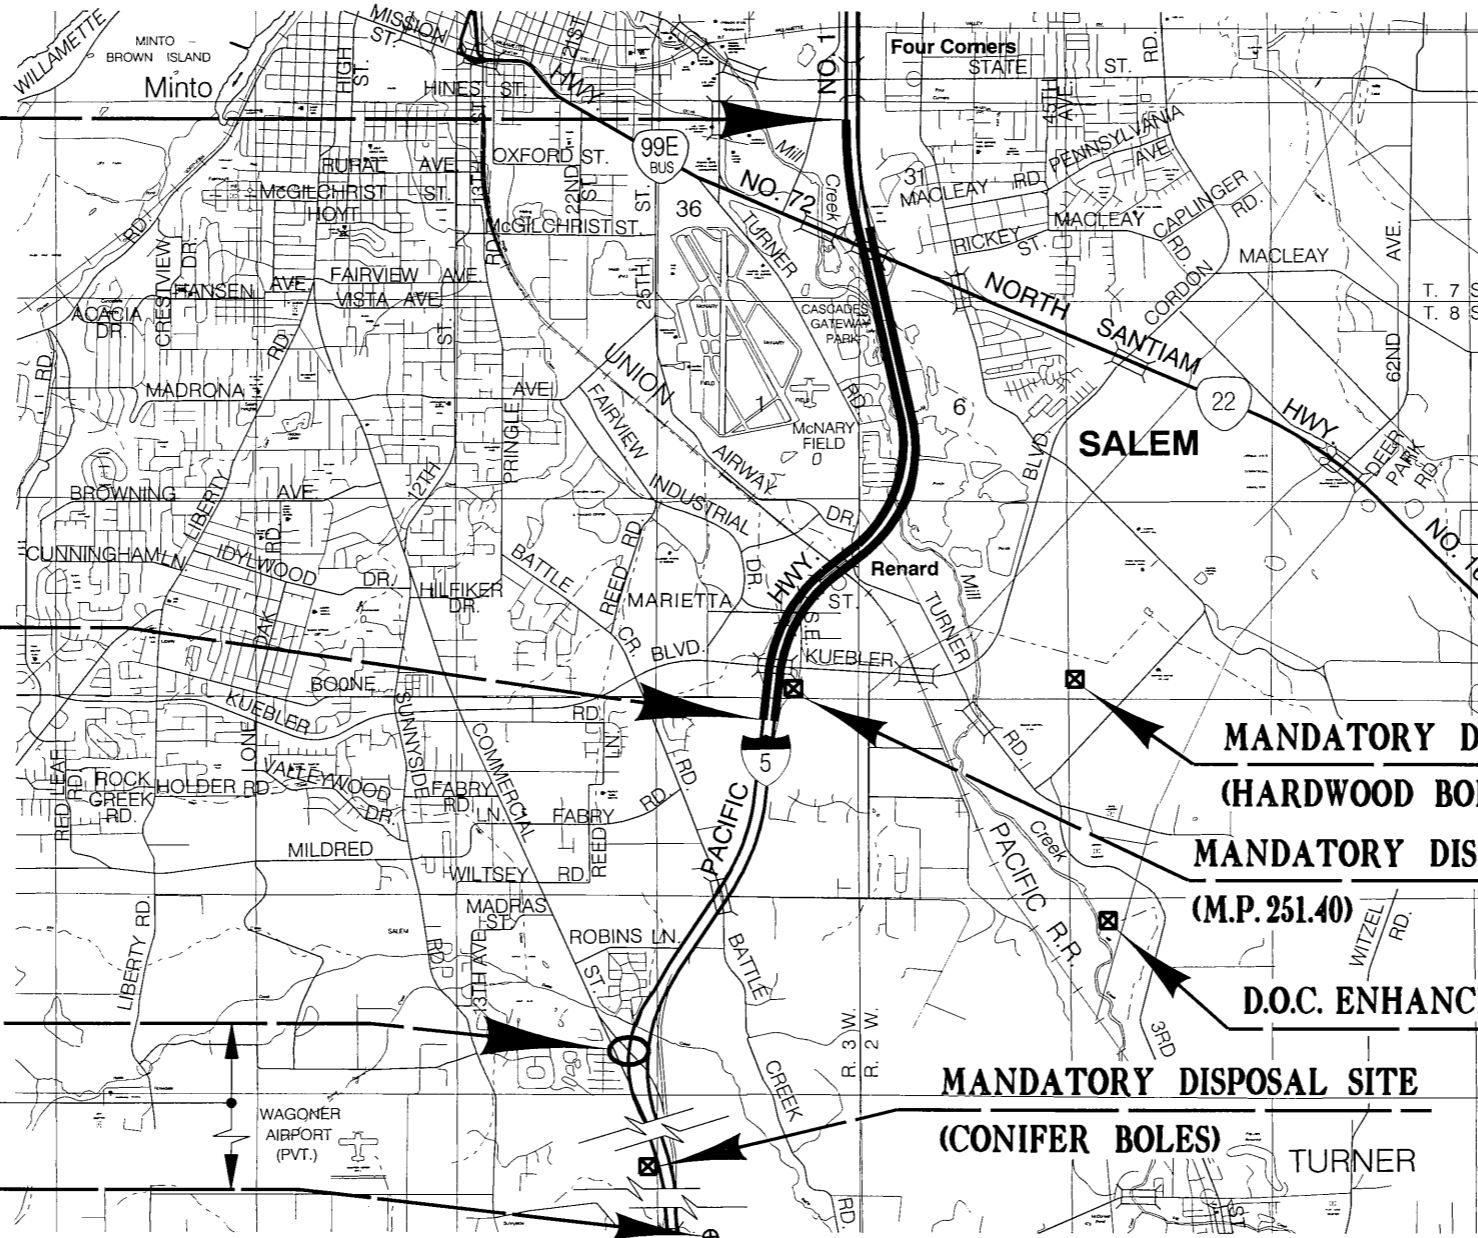 WILLAMETTE
MINTO
BROWN ISLAND
Minto
MISSION
ST.
HIGH
ST.
HINES ST.
21ST
HWY.
NO. 1
Four Corners
STATE ST.
RD.
45TH
AVE
99E
BUS
RURAL AVE
McGILCHRIST ST.
HOYT
13TH
ST
OXFORD ST.
22ND
ST.
McGILCHRIST ST.
NO. 72
36
TURNER
RD.
Mill
Creek
31
MACLEAY RD
PENNSYLVANIA
AVE
MACLEAY
RICKEY
ST.
CAPLINGER
RD.
MACLEAY
CORDON
RD.
AVE.
62ND
T. 7 S
T. 8 S
RD.
CRESTVIEW
DR.
HANSEN AVE.
FAIRVIEW AVE.
VISTA AVE
ACACIA
DR.
RD.
RD.
ST.
RD
25TH
ST.
CASCADES
GATEWAY
PARK
NORTH SANTIAM
22
HWY.
DEER
PARK
RD.
NO. 16
MADRONA AVE
UNION
FAIRVIEW
1
McNARY
FIELD
6
SALEM
BLVD
BROWNING AVE
LIBERTY
12TH
PRINGLE
INDUSTRIAL
DR.
AIRWAY
DR.
CUNNINGHAM LN.
IDYLWOOD DR.
RD.
OAK
HILFIKER
DR.
BATTLE
CR.
REED RD.
MARIETTA
ST.
HWY.
Renard
S.E.
TURNER
RD.
Mill
Creek
BLVD.
KUEBLER
BOONE
RD.
KUEBLER
SUNNYSIDE
RD.
COMMERCIAL
ST.
LN
RD.
5
MANDATORY D
(HARDWOOD BO
RED LEAF
RD.
ROCK
CREEK
RD.
HOLDER RD.
LONE
VALLEYWOOD
DR.
FABRY
RD.
LN.
FABRY
RD.
REED
PACIFIC
PACIFIC R.R.
MANDATORY DIS
(M.P. 251.40)
MILDRED
WILTSEY RD.
MADRAS
ST.
13TH AVE
ROBINS LN.
LIBERTY RD.
BATTLE
CREEK
RD.
WITZEL
RD.
D.O.C. ENHANC
3RD
R. 3 W.
R. 2 W.
MANDATORY DISPOSAL SITE
(CONIFER BOLES)
WAGONER
AIRPORT
(PVT.)
TURNER
ST